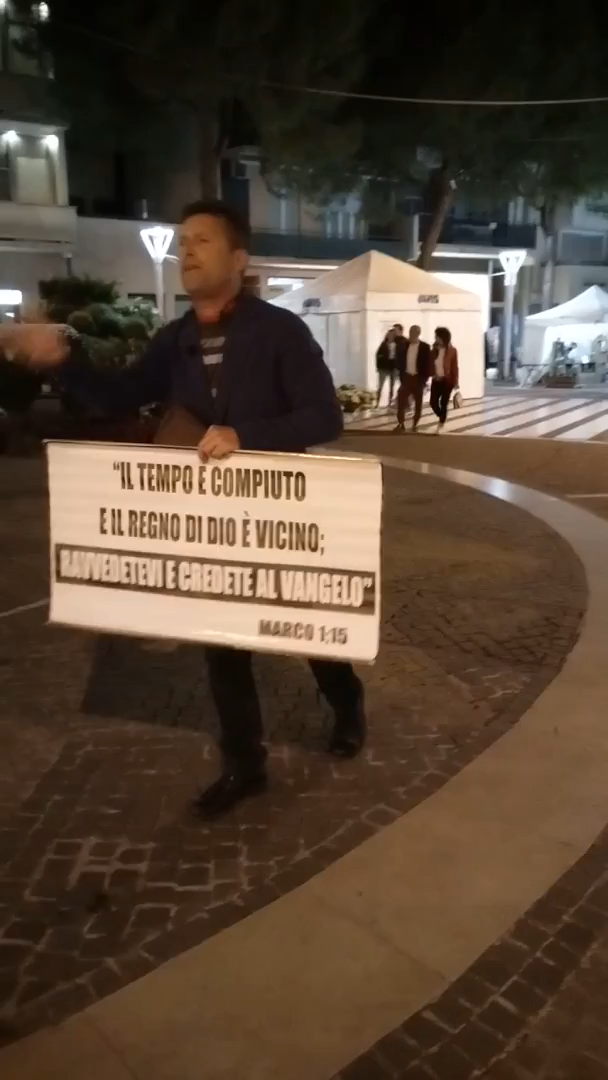 "IL TEMPO È COMPIUTO
E IL REGNO DI DIO È VICINO;
RAVVEDETEVI E CREDETE AL VANGELO"
MARCO 1:15